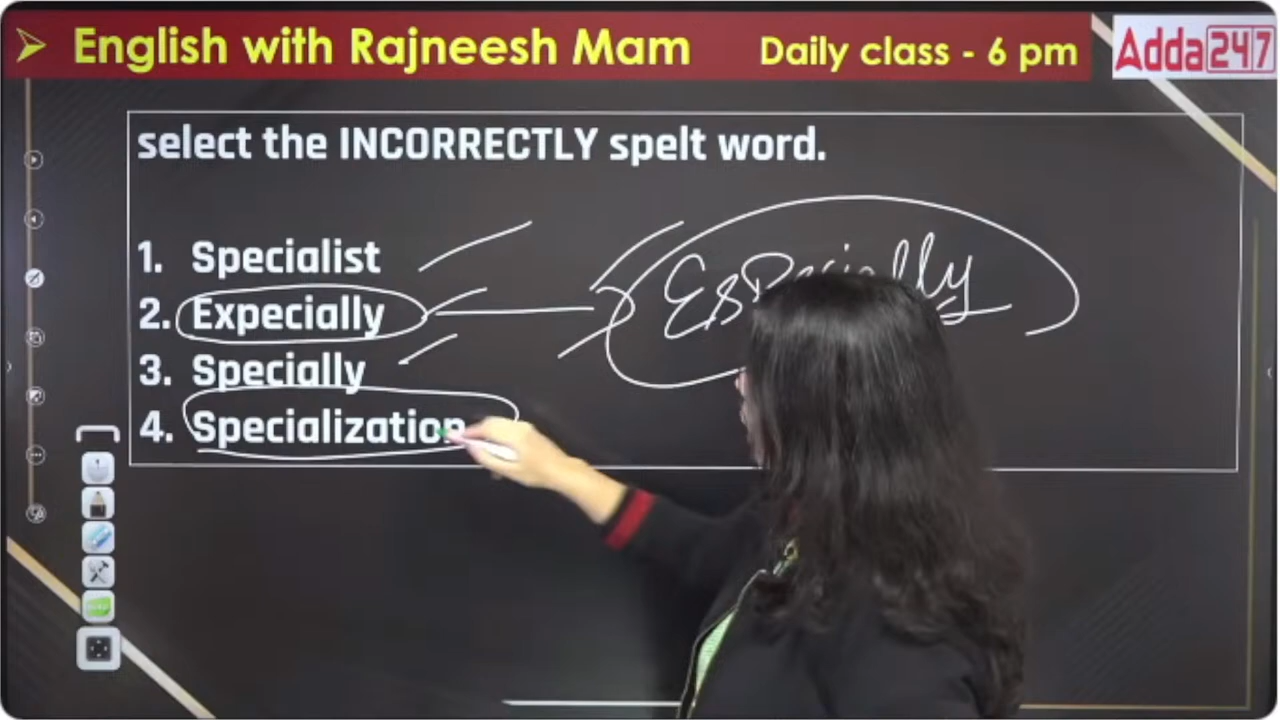 English with Rajneesh Mam Daily class - 6 pm Adda247
select the INCORRECTLY spelt word.
1. Specialist
2. Expecially
3. Specially
4. Specialization